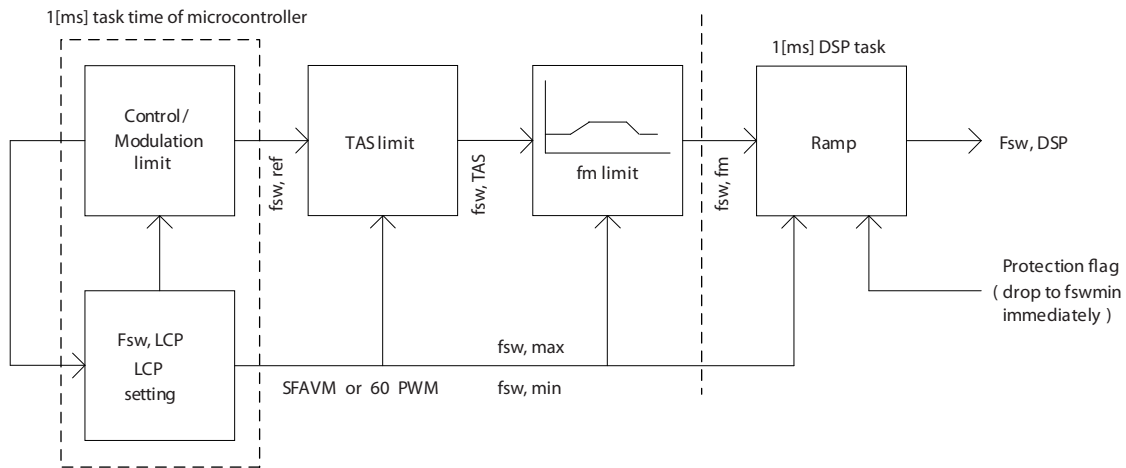 1[ms] task time of microcontroller
1[ms] DSP task
Control/
Modulation
limit
fsw, ref
TAS limit
fsw, TAS
fm limit
fsw, fm
Ramp
Fsw, DSP
Protection flag
( drop to fswmin
immediately )
Fsw, LCP
LCP
setting
fsw, max
SFAVM or 60 PWM
fsw, min